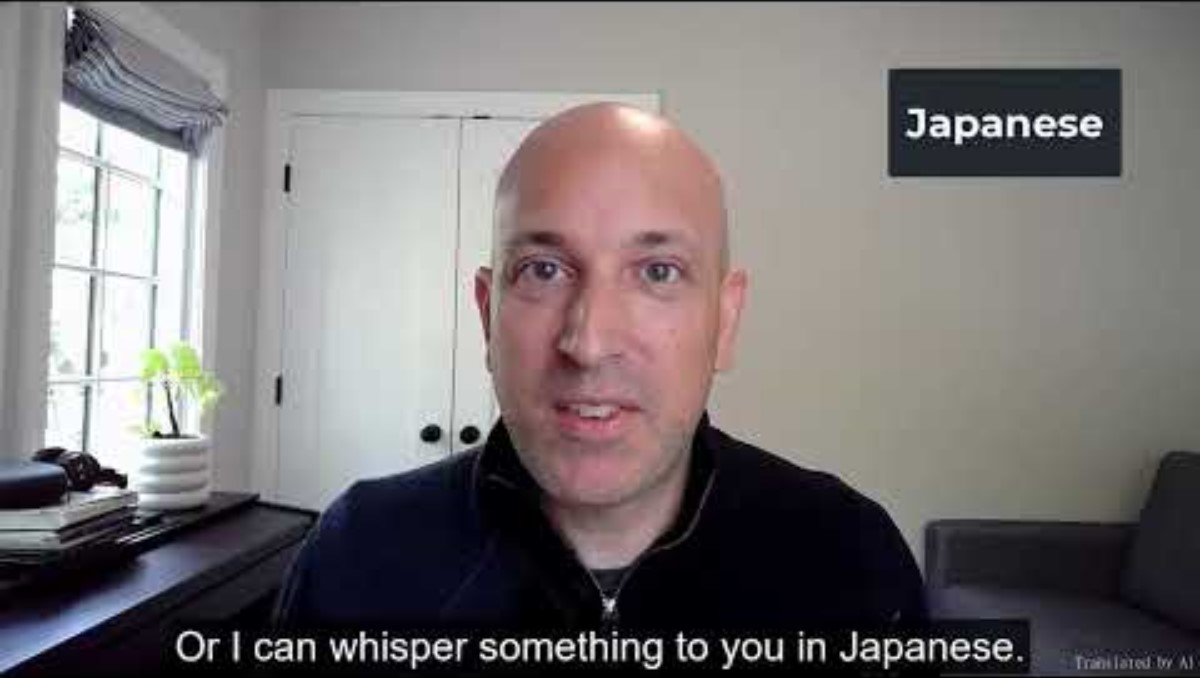 Japanese
Or I can whisper something to you in Japanese.
Translated by AI